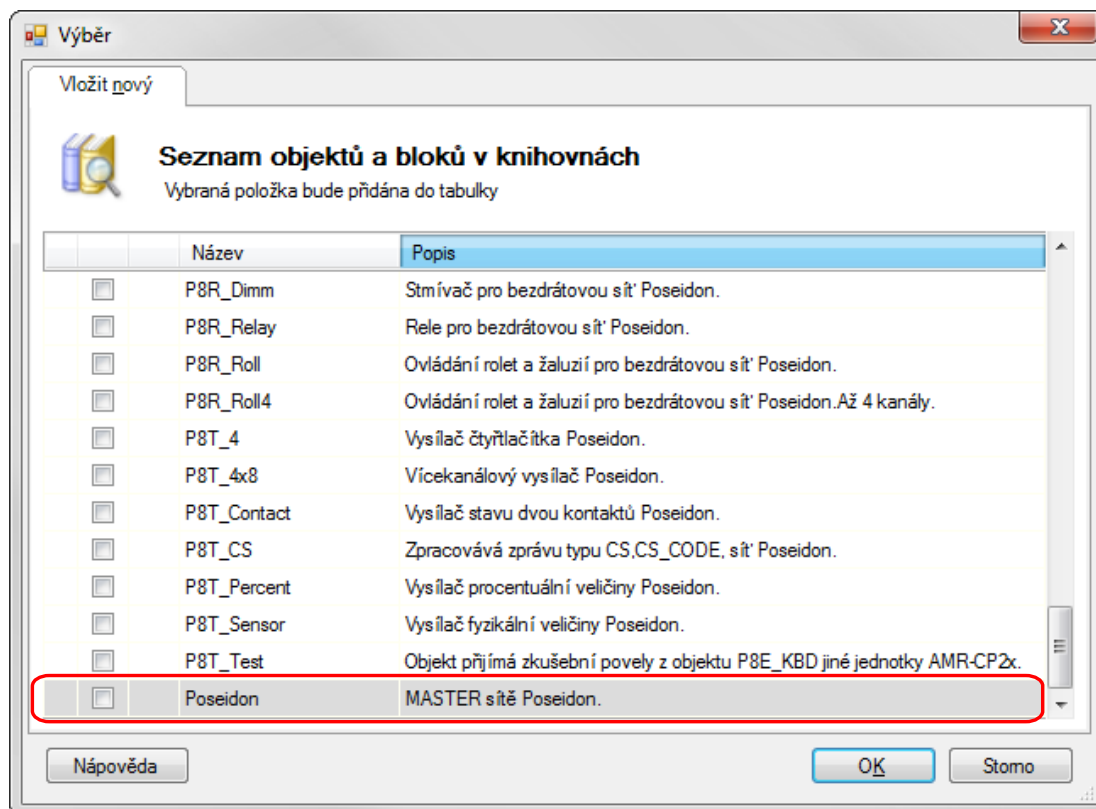 Výběr
Vložit nový
Seznam objektů a bloků v knihovnách
Vybraná položka bude přidána do tabulky
Název Popis
P8R_Dimm Stmívač pro bezdrátovou síť Poseidon.
P8R_Relay Rele pro bezdrátovou síť Poseidon.
P8R_Roll Ovládání rolet a žaluzií pro bezdrátovou síť Poseidon.
P8R_Roll4 Ovládání rolet a žaluzií pro bezdrátovou síť Poseidon.Až 4 kanály.
P8T_4 Vysílač čtyřtlačítka Poseidon.
P8T_4x8 Vícekanálový vysílač Poseidon.
P8T_Contact Vysílač stavu dvou kontaktů Poseidon.
P8T_CS Zpracovává zprávu typu CS,CS_CODE, síť Poseidon.
P8T_Percent Vysílač procentuální veličiny Poseidon.
P8T_Sensor Vysílač fyzikální veličiny Poseidon.
P8T_Test Objekt přijímá zkušební povely z objektu P8E_KBD jiné jednotky AMR-CP2x.
Poseidon MASTER sítě Poseidon.
Nápověda OK Storno